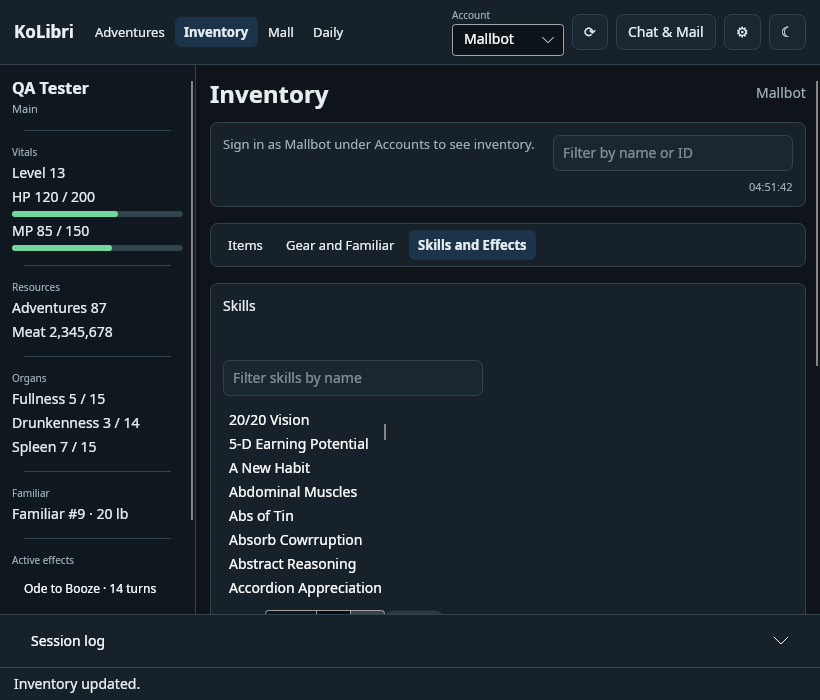 KoLibri
Adventures
Inventory
Mall
Daily
Account
Mallbot
Chat & Mail
QA Tester
Main
Vitals
Level 13
HP 120 / 200
MP 85 / 150
Resources
Adventures 87
Meat 2,345,678
Organs
Fullness 5 / 15
Drunkenness 3 / 14
Spleen 7 / 15
Familiar
Familiar #9 · 20 lb
Active effects
Ode to Booze · 14 turns
Inventory
Mallbot
Sign in as Mallbot under Accounts to see inventory.
Filter by name or ID
04:51:42
Items
Gear and Familiar
Skills and Effects
Skills
Filter skills by name
20/20 Vision
5-D Earning Potential
A New Habit
Abdominal Muscles
Abs of Tin
Absorb Cowrruption
Abstract Reasoning
Accordion Appreciation
Session log
Inventory updated.